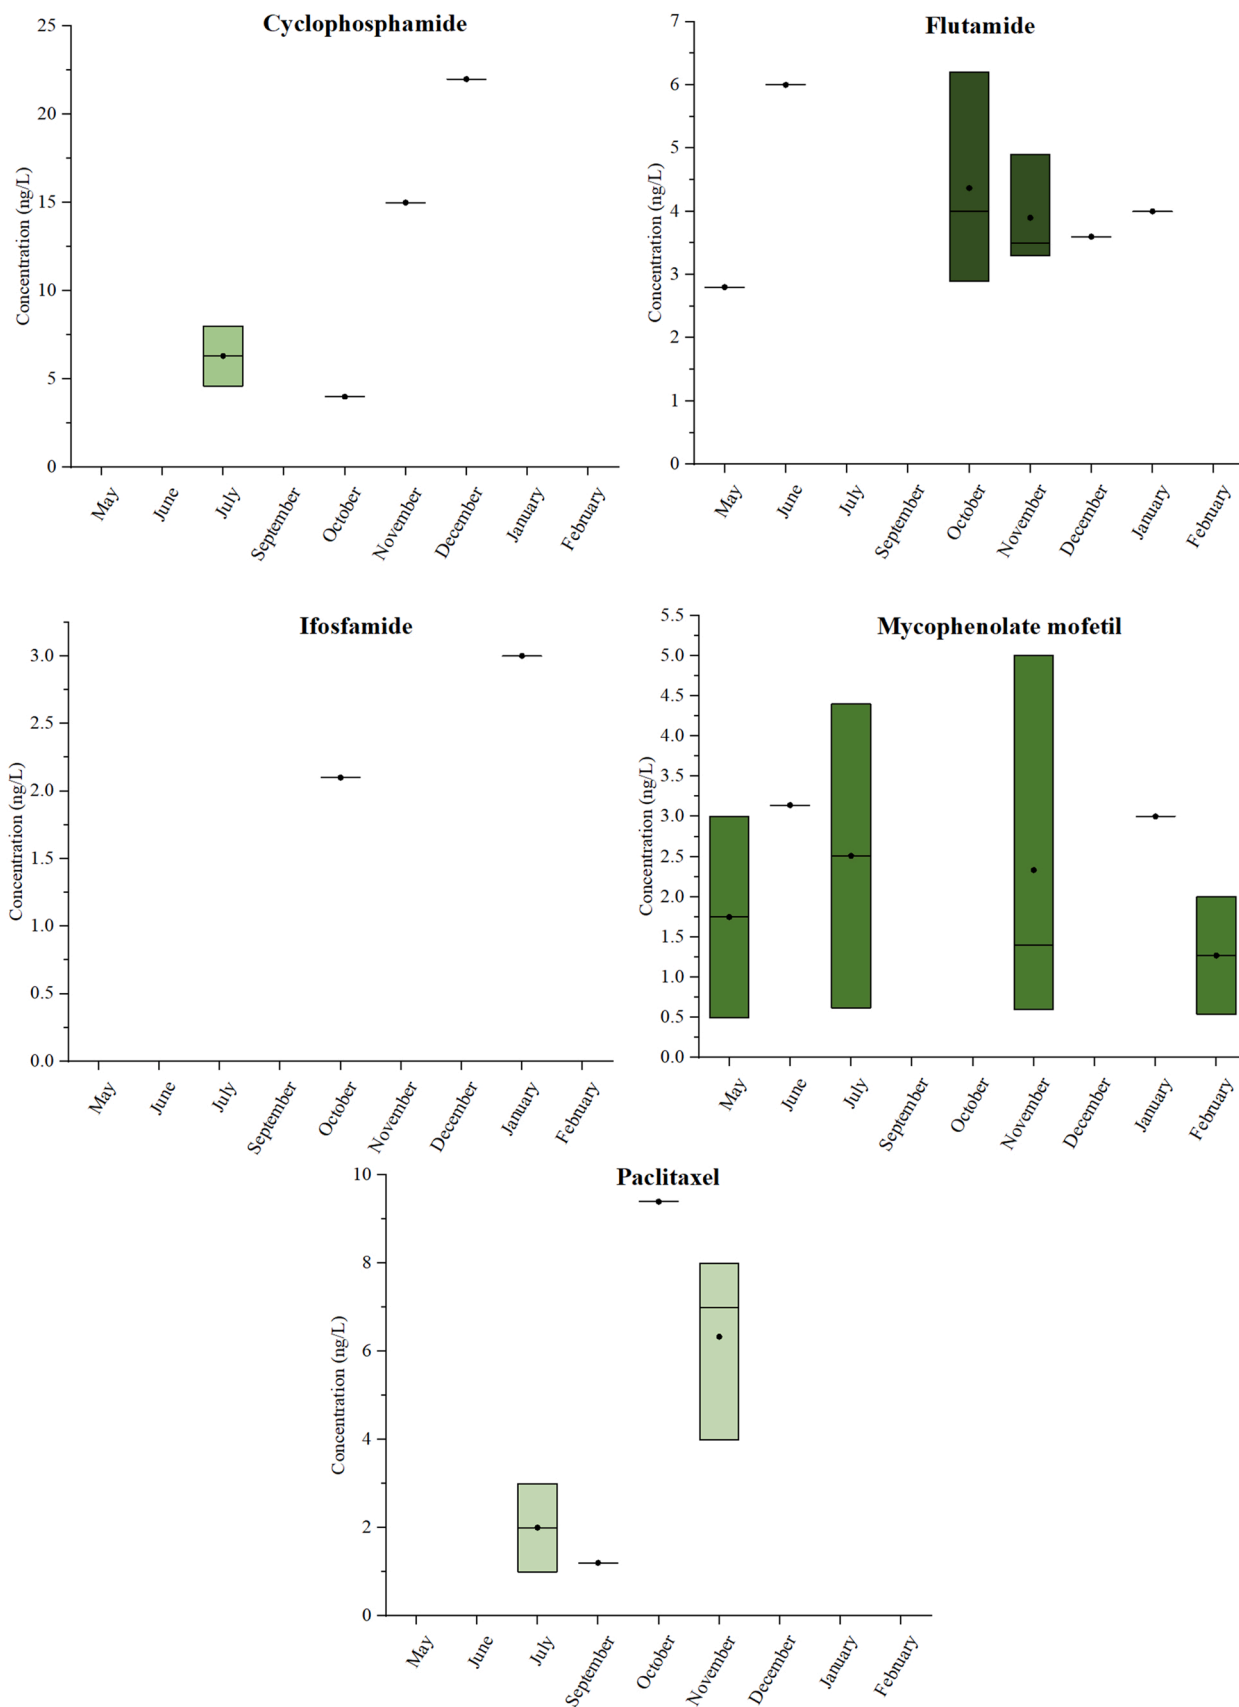 Cyclophosphamide
Concentration (ng/L)
25
20
15
10
5
0
May
June
July
September
October
November
December
January
February
Flutamide
Concentration (ng/L)
7
6
5
4
3
2
1
0
May
June
July
September
October
November
December
January
February
Ifosfamide
Concentration (ng/L)
3.0
2.5
2.0
1.5
1.0
0.5
0.0
May
June
July
September
October
November
December
January
February
Mycophenolate mofetil
Concentration (ng/L)
5.5
5.0
4.5
4.0
3.5
3.0
2.5
2.0
1.5
1.0
0.5
0.0
May
June
July
September
October
November
December
January
February
Paclitaxel
Concentration (ng/L)
10
8
6
4
2
0
May
June
July
September
October
November
December
January
February